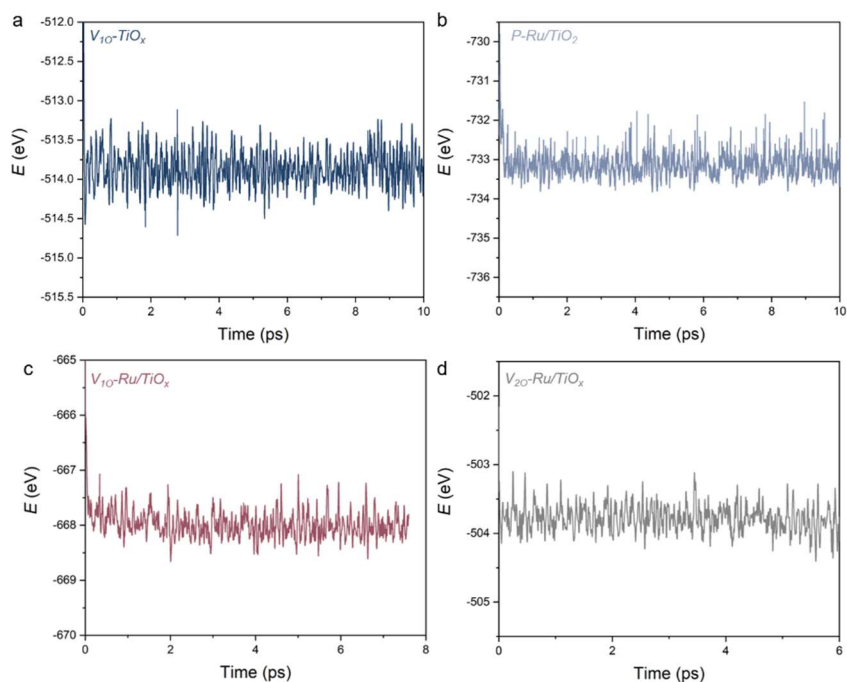 a
V₁O-TiOₓ
-512.0
-512.5
-513.0
-513.5
-514.0
-514.5
-515.0
-515.5
E (eV)
0 2 4 6 8 10
Time (ps)
b
P-Ru/TiO₂
-730
-731
-732
-733
-734
-735
-736
E (eV)
0 2 4 6 8 10
Time (ps)
c
V₁O-Ru/TiOₓ
-665
-666
-667
-668
-669
-670
E (eV)
0 2 4 6 8
Time (ps)
d
V₂O-Ru/TiOₓ
-502
-503
-504
-505
E (eV)
0 2 4 6
Time (ps)